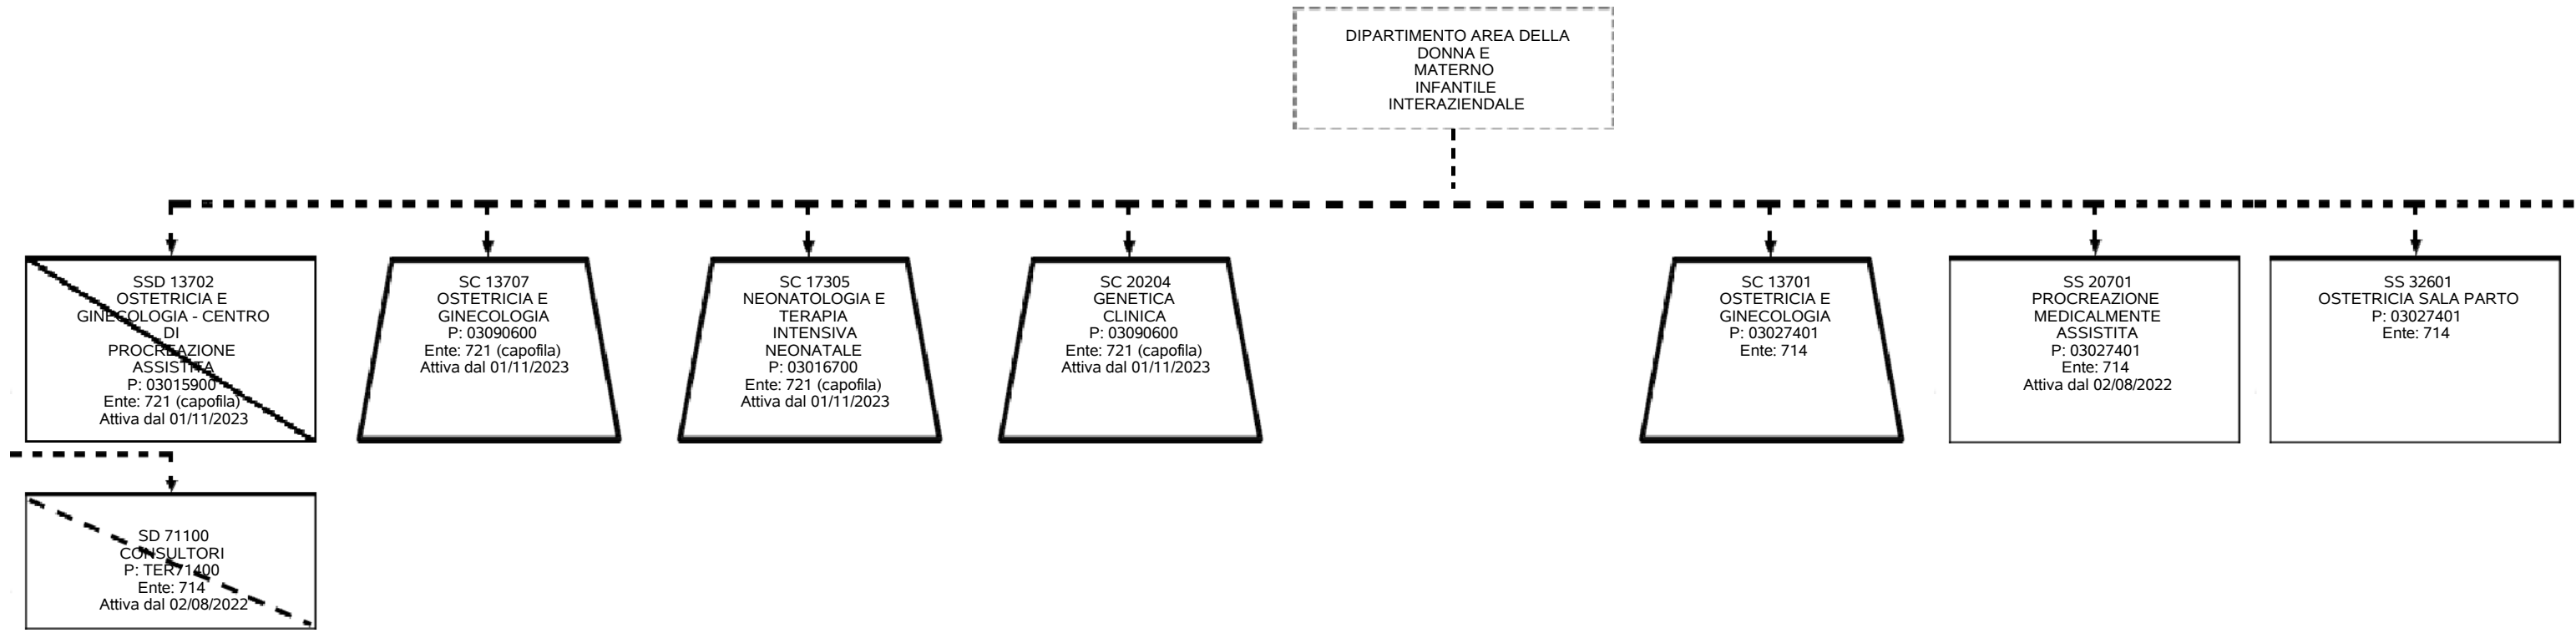 DIPARTIMENTO AREA DELLA
DONNA E
MATERNO
INFANTILE
INTERAZIENDALE
SSD 13702
OSTETRICIA E
GINECOLOGIA - CENTRO
DI
PROCREAZIONE
ASSISTITA
P: 03015900
Ente: 721 (capofila)
Attiva dal 01/11/2023
SC 13707
OSTETRICIA E
GINECOLOGIA
P: 03090600
Ente: 721 (capofila)
Attiva dal 01/11/2023
SC 17305
NEONATOLOGIA E
TERAPIA
INTENSIVA
NEONATALE
P: 03016700
Ente: 721 (capofila)
Attiva dal 01/11/2023
SC 20204
GENETICA
CLINICA
P: 03090600
Ente: 721 (capofila)
Attiva dal 01/11/2023
SC 13701
OSTETRICIA E
GINECOLOGIA
P: 03027401
Ente: 714
SS 20701
PROCREAZIONE
MEDICALMENTE
ASSISTITA
P: 03027401
Ente: 714
Attiva dal 02/08/2022
SS 32601
OSTETRICIA SALA PARTO
P: 03027401
Ente: 714
SD 71100
CONSULTORI
P: TER71400
Ente: 714
Attiva dal 02/08/2022